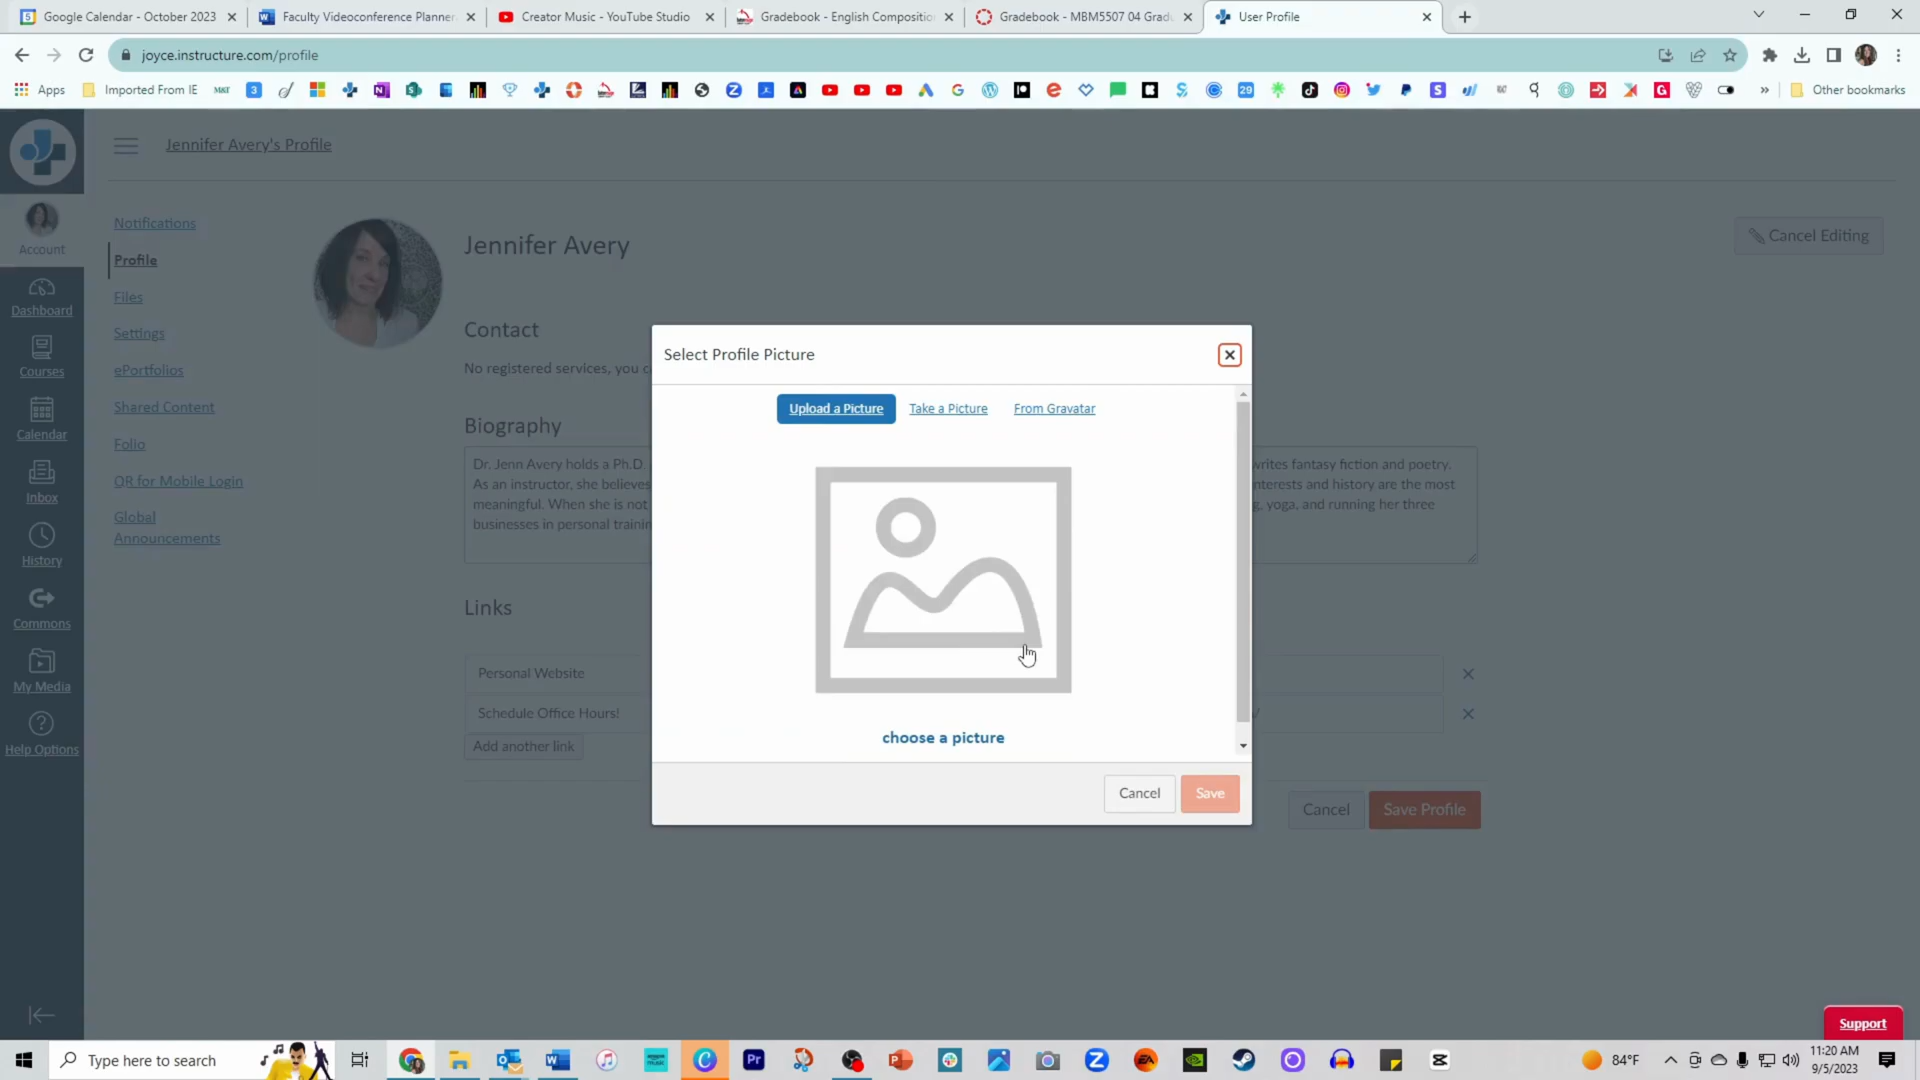 Google Calendar - October 2023
Faculty Videoconference Planner
Creator Music - YouTube Studio
Gradebook - English Compositio
Gradebook - MBM5507 04 Grad
User Profile
joyce.instructure.com/profile
Apps
Imported From IE
Other bookmarks
Jennifer Avery's Profile
Account
Dashboard
Courses
Calendar
Inbox
History
Commons
My Media
Help Options
Notifications
Profile
Files
Settings
ePortfolios
Shared Content
Folio
QR for Mobile Login
Global
Announcements
Jennifer Avery
Cancel Editing
Contact
No registered services, you c
Biography
Dr. Jenn Avery holds a Ph.D writes fantasy fiction and poetry.
As an instructor, she believes nterests and history are the most
meaningful. When she is not g, yoga, and running her three
businesses in personal trainin
Links
Personal Website
Schedule Office Hours!
Add another link
Cancel
Save Profile
Select Profile Picture
Upload a Picture
Take a Picture
From Gravatar
choose a picture
Cancel
Save
Support
Type here to search
84°F
11:20 AM
9/5/2023